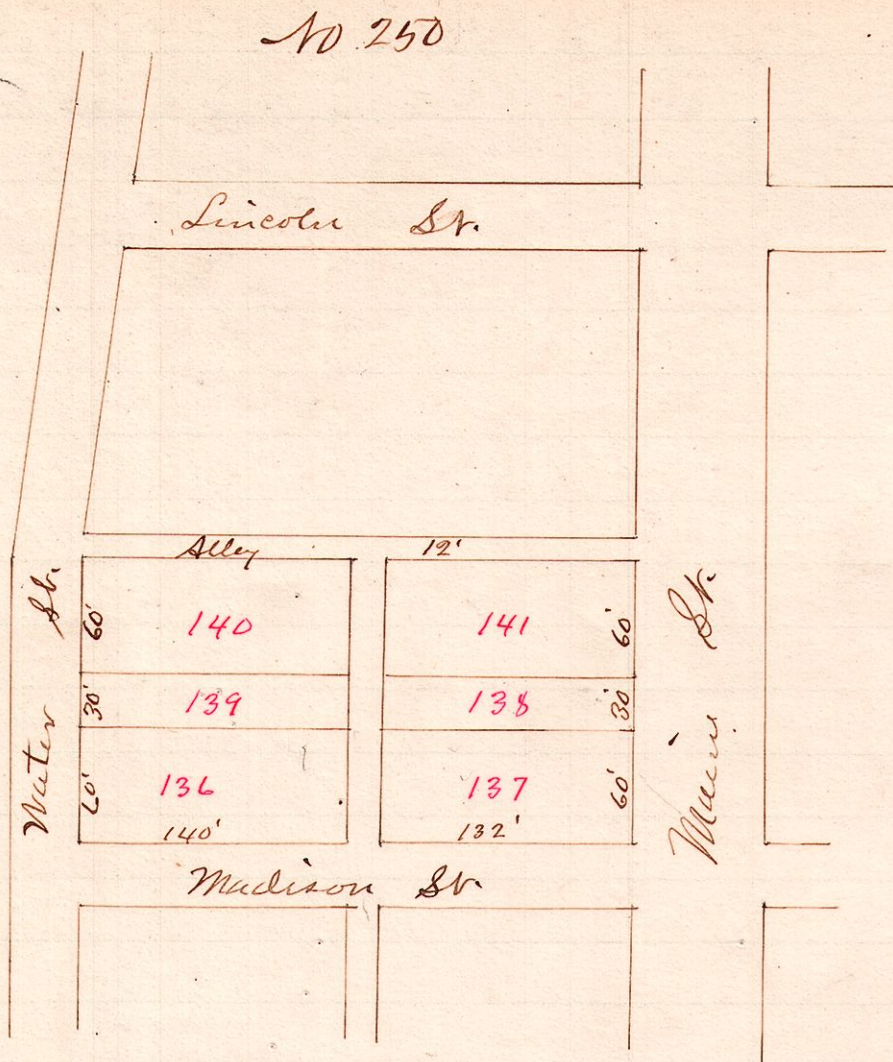 No 250
Lincoln St.
Alley 12'
Water St.
Main St.
60' 140 141 60'
30' 139 138 30'
60' 136 137 60'
140' 132'
Madison St.